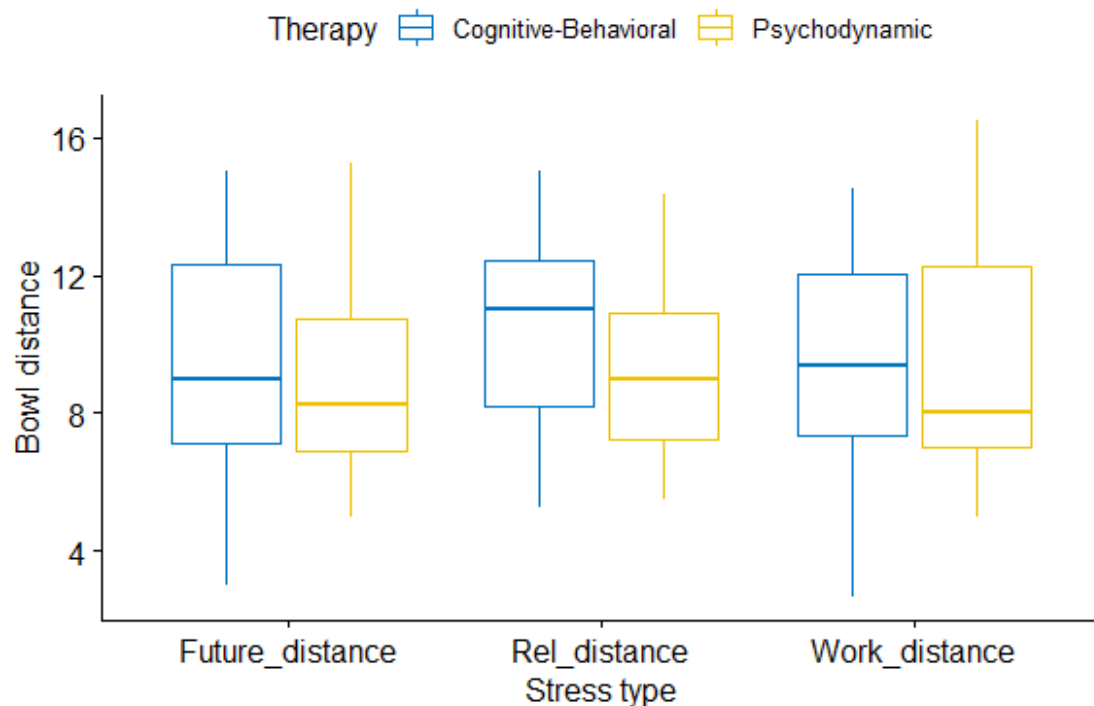 Therapy Cognitive-Behavioral Psychodynamic
16
12
8
4
Bowl distance
Future_distance Rel_distance Work_distance
Stress type